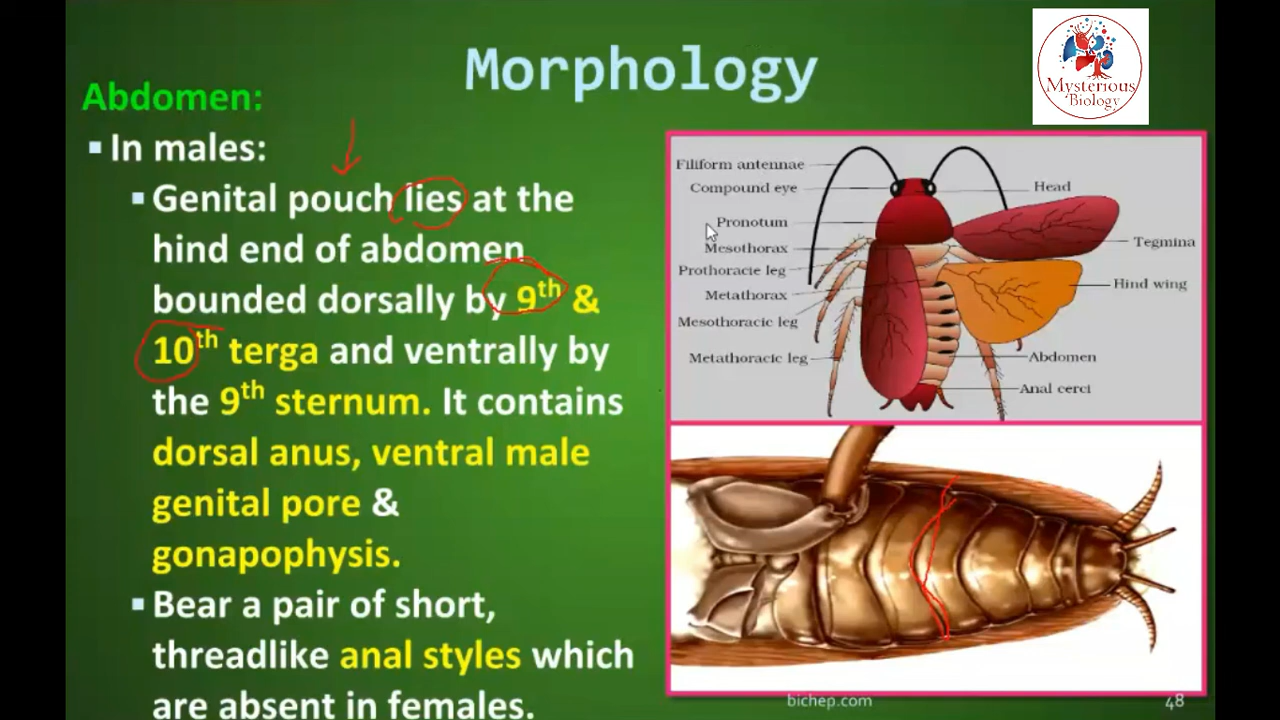 Morphology
Mysterious
Biology
Abdomen:
▪ In males:
▪ Genital pouch lies at the
hind end of abdomen
bounded dorsally by 9th &
10th terga and ventrally by
the 9th sternum. It contains
dorsal anus, ventral male
genital pore &
gonapophysis.
▪ Bear a pair of short,
threadlike anal styles which
are absent in females.
Filiform antennae
Compound eye
Pronotum
Mesothorax
Prothoracic leg
Metathorax
Mesothoracic leg
Metathoracic leg
Head
Tegmina
Hind wing
Abdomen
Anal cerci
bichep.com
48